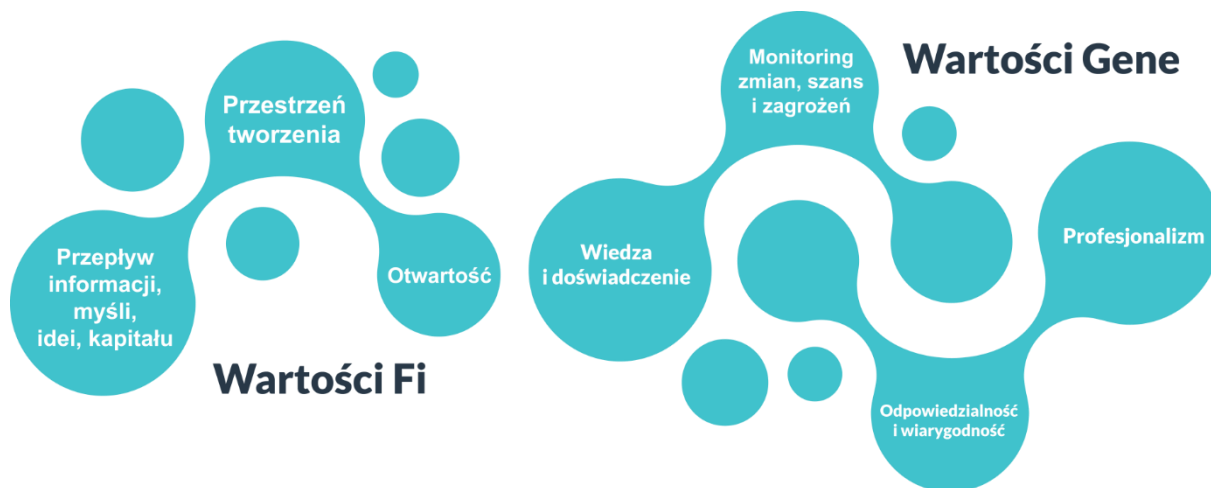 Przestrzeń
tworzenia
Przepływ
informacji,
myśli,
idei, kapitału
Otwartość
Wartości Fi
Monitoring
zmian, szans
i zagrożeń
Wartości Gene
Wiedza
i doświadczenie
Profesjonalizm
Odpowiedzialność
i wiarygodność